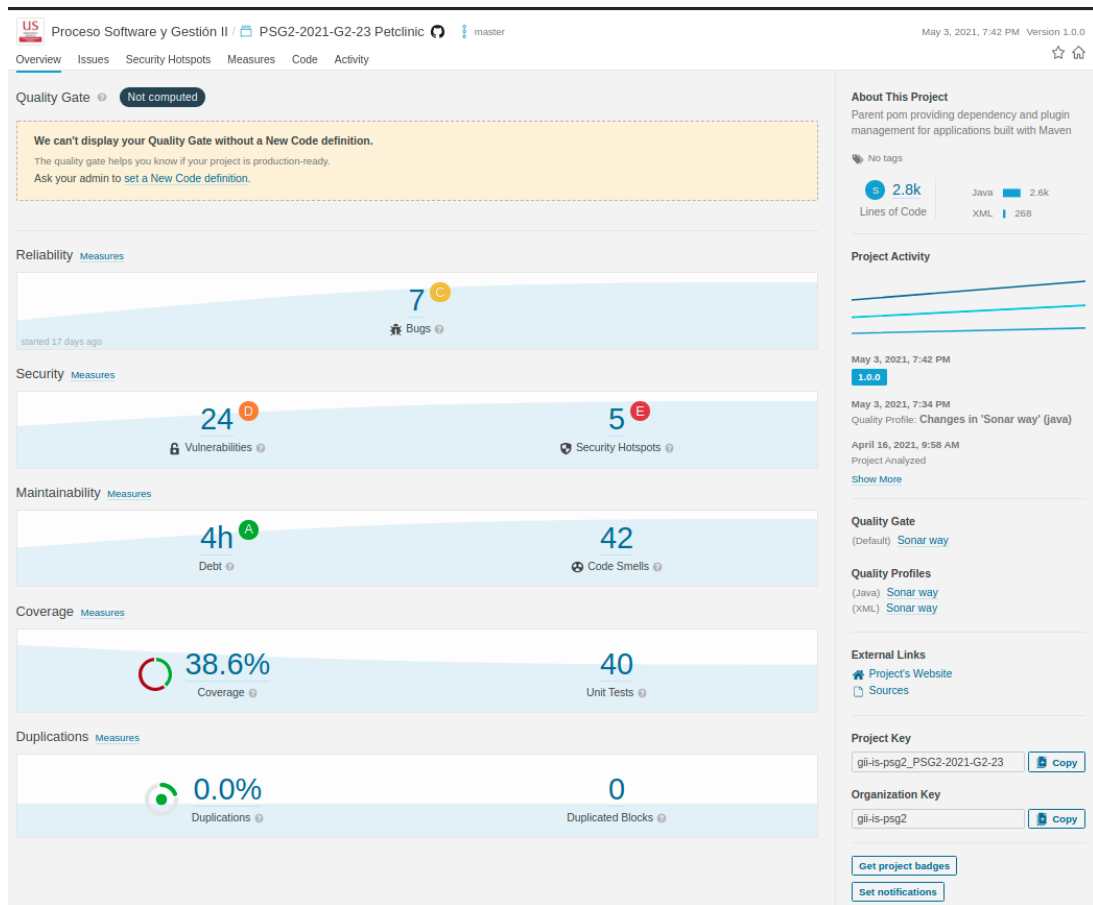 US Proceso Software y Gestión II / PSG2-2021-G2-23 Petclinic master
May 3, 2021, 7:42 PM Version 1.0.0
Overview Issues Security Hotspots Measures Code Activity
Quality Gate ? Not computed
We can't display your Quality Gate without a New Code definition.
The quality gate helps you know if your project is production-ready.
Ask your admin to set a New Code definition.
Reliability Measures
7 C
Bugs ?
started 17 days ago
Security Measures
24 D 5 E
Vulnerabilities ? Security Hotspots ?
Maintainability Measures
4h A 42
Debt ? Code Smells ?
Coverage Measures
38.6% 40
Coverage ? Unit Tests ?
Duplications Measures
0.0% 0
Duplications ? Duplicated Blocks ?
About This Project
Parent pom providing dependency and plugin
management for applications built with Maven
No tags
S 2.8k
Lines of Code
Java 2.6k
XML 268
Project Activity
May 3, 2021, 7:42 PM
1.0.0
May 3, 2021, 7:34 PM
Quality Profile: Changes in 'Sonar way' (java)
April 16, 2021, 9:58 AM
Project Analyzed
Show More
Quality Gate
(Default) Sonar way
Quality Profiles
(Java) Sonar way
(XML) Sonar way
External Links
Project's Website
Sources
Project Key
gii-is-psg2_PSG2-2021-G2-23 Copy
Organization Key
gii-is-psg2 Copy
Get project badges
Set notifications